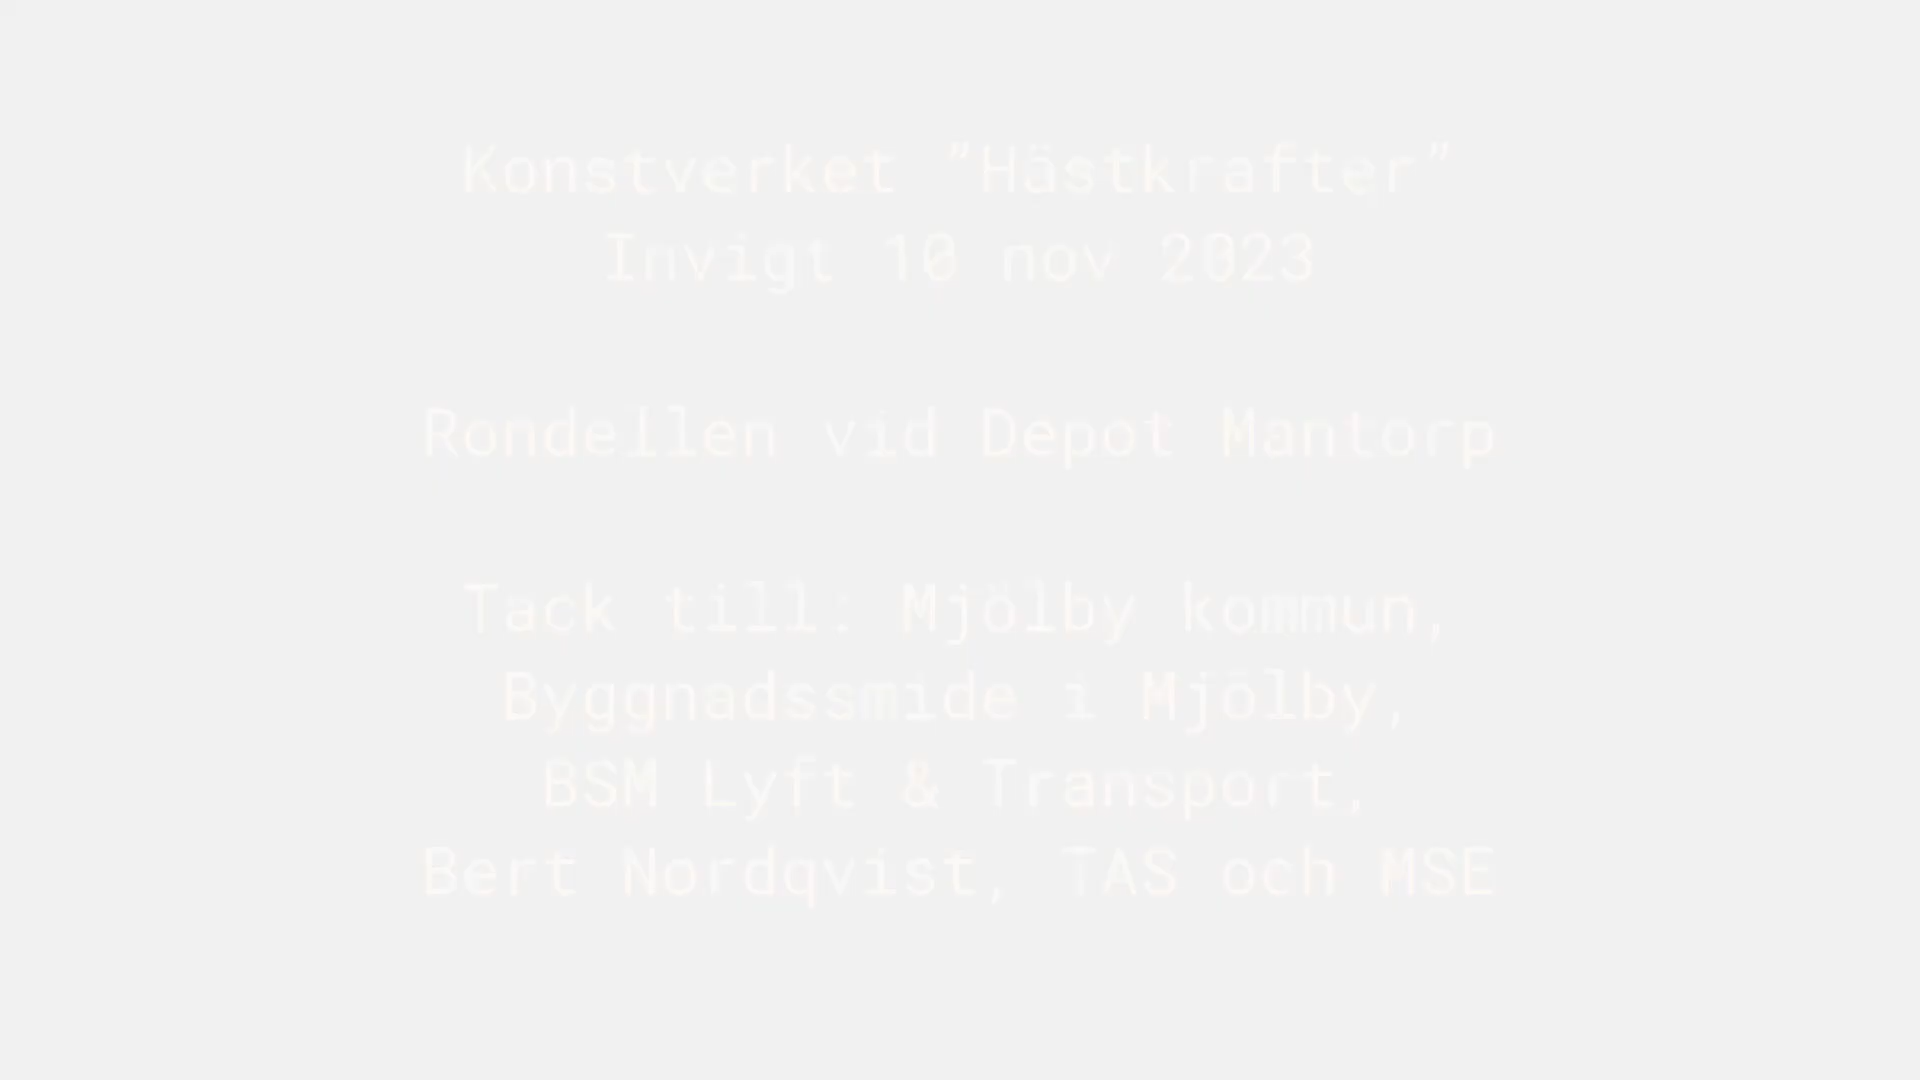 Konstverket ”Hästkrafter”
Invigt 10 nov 2023
Rondellen vid Depot Mantorp
Tack till: Mjölby kommun,
Byggnadssmide i Mjölby,
BSM Lyft & Transport,
Bert Nordqvist, TAS och MSE